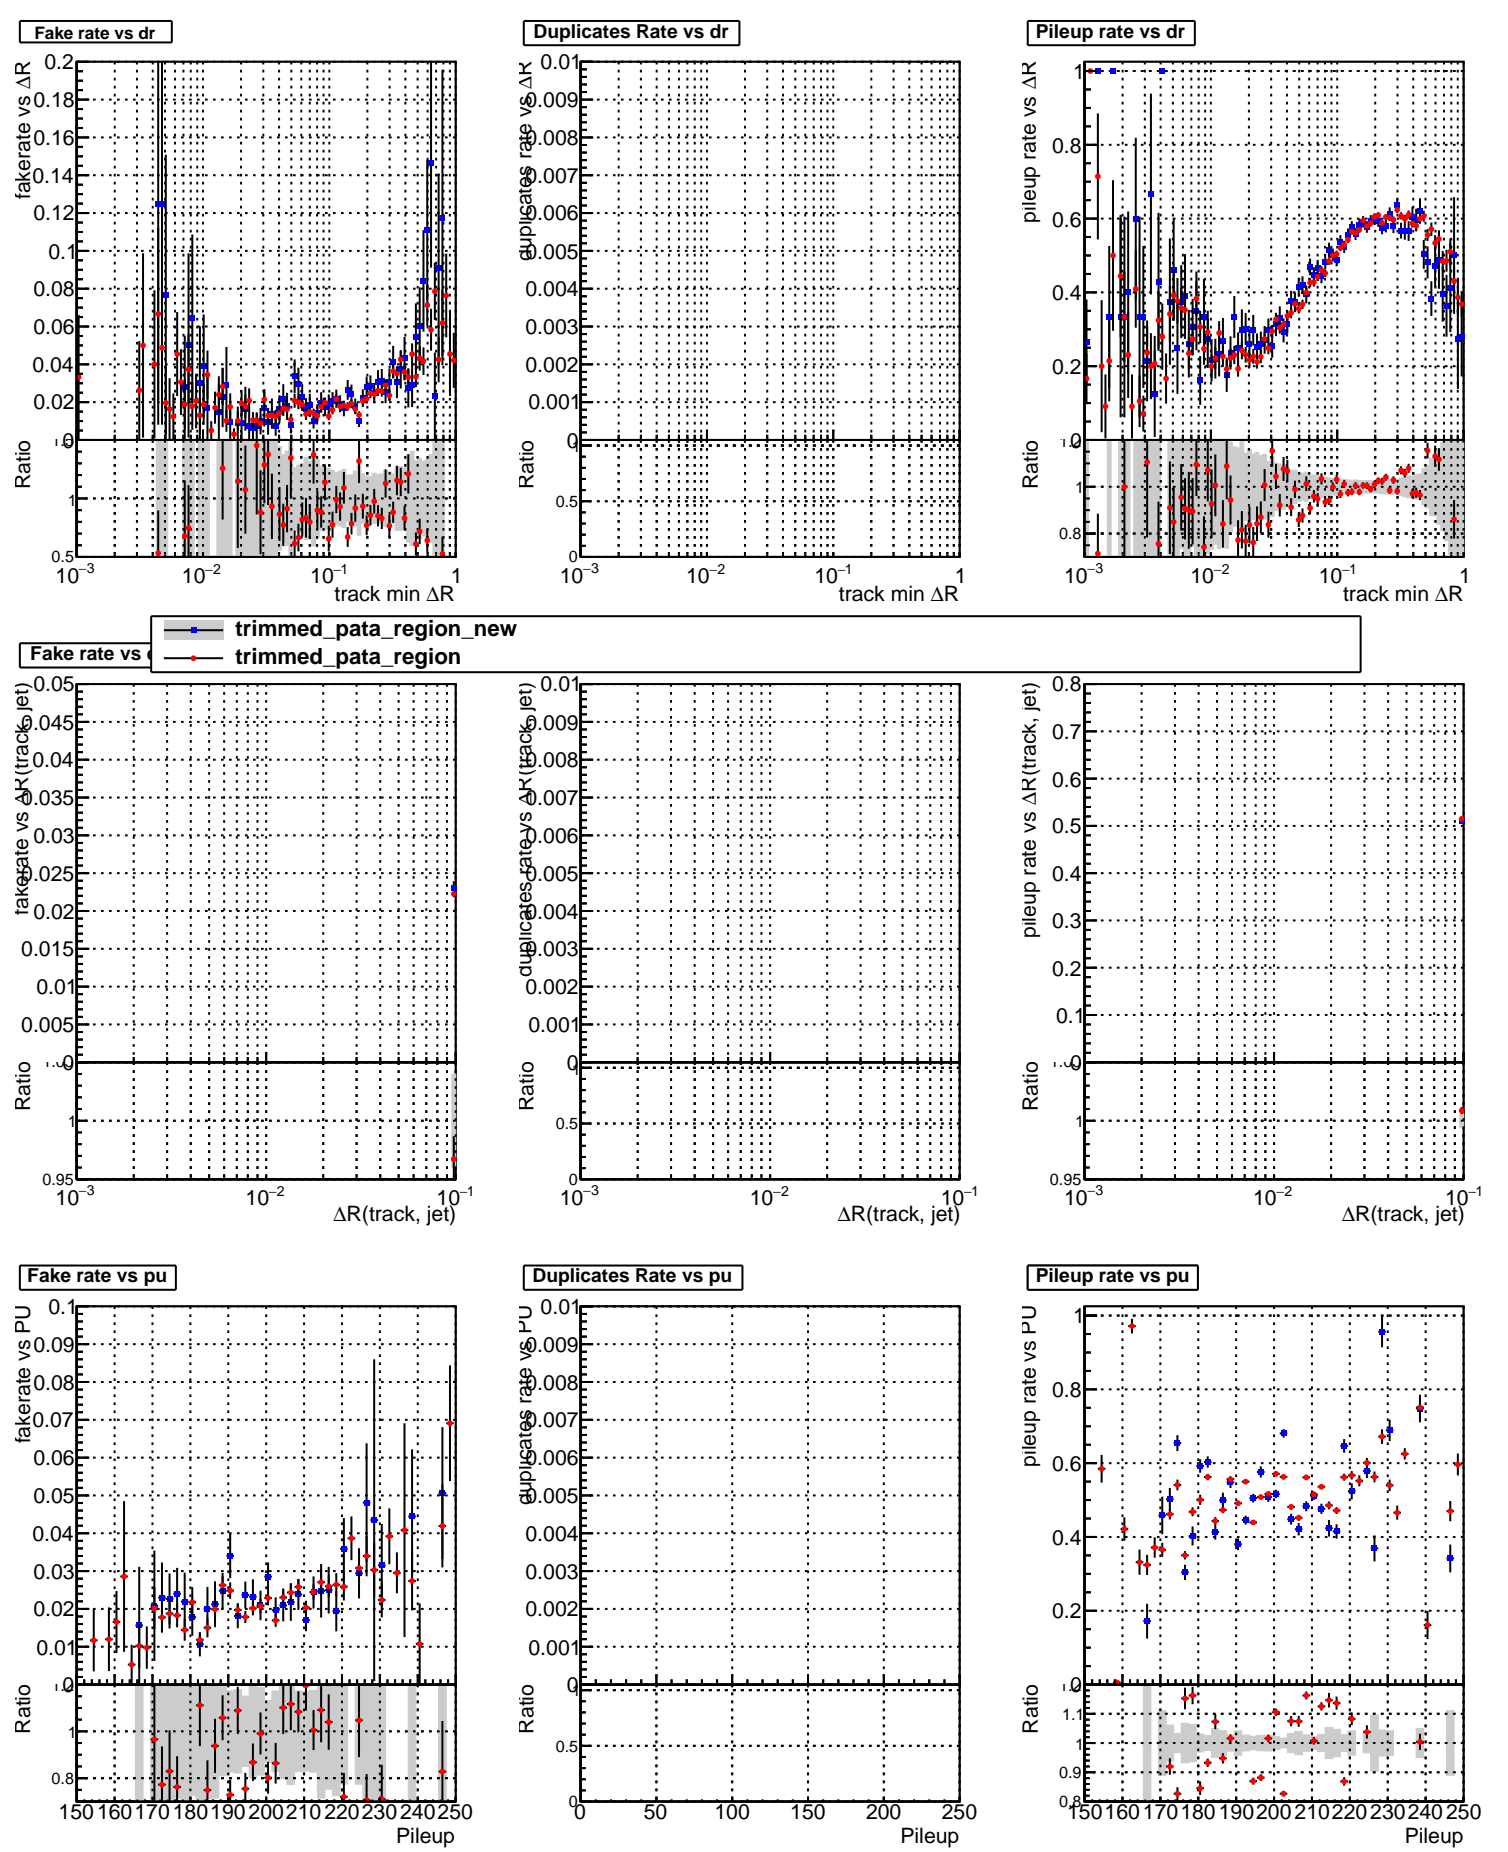 Fake rate vs dr
Duplicates Rate vs dr
Pileup rate vs dr
fakerate vs ΔR
0.2
0.18
0.16
0.14
0.12
0.1
0.08
0.06
0.04
0.02
0
Ratio
1
0.5
10⁻³ 10⁻² 10⁻¹ 1
track min ΔR
duplicates rate vs ΔR
0.01
0.009
0.008
0.007
0.006
0.005
0.004
0.003
0.002
0.001
0
Ratio
1
0.5
0
10⁻³ 10⁻² 10⁻¹ 1
track min ΔR
pileup rate vs ΔR
1
0.8
0.6
0.4
0.2
0
Ratio
1
0.8
10⁻³ 10⁻² 10⁻¹ 1
track min ΔR
trimmed_pata_region_new
trimmed_pata_region
Fake rate vs
fakerate vs ΔR(track, jet)
0.05
0.045
0.04
0.035
0.03
0.025
0.02
0.015
0.01
0.005
0
Ratio
1
0.95
10⁻³ 10⁻² 10⁻¹
ΔR(track, jet)
duplicates rate vs ΔR(track, jet)
0.01
0.009
0.008
0.007
0.006
0.005
0.004
0.003
0.002
0.001
0
Ratio
1
0.5
0
10⁻³ 10⁻² 10⁻¹
ΔR(track, jet)
pileup rate vs ΔR(track, jet)
0.8
0.7
0.6
0.5
0.4
0.3
0.2
0.1
0
Ratio
1
0.95
10⁻³ 10⁻² 10⁻¹
ΔR(track, jet)
Fake rate vs pu
Duplicates Rate vs pu
Pileup rate vs pu
fakerate vs PU
0.1
0.09
0.08
0.07
0.06
0.05
0.04
0.03
0.02
0.01
0
Ratio
1
0.8
150 160 170 180 190 200 210 220 230 240 250
Pileup
duplicates rate vs PU
0.01
0.009
0.008
0.007
0.006
0.005
0.004
0.003
0.002
0.001
0
Ratio
1
0.5
0
0 50 100 150 200 250
Pileup
pileup rate vs PU
1
0.8
0.6
0.4
0.2
0
Ratio
1.1
1
0.9
0.8
150 160 170 180 190 200 210 220 230 240 250
Pileup